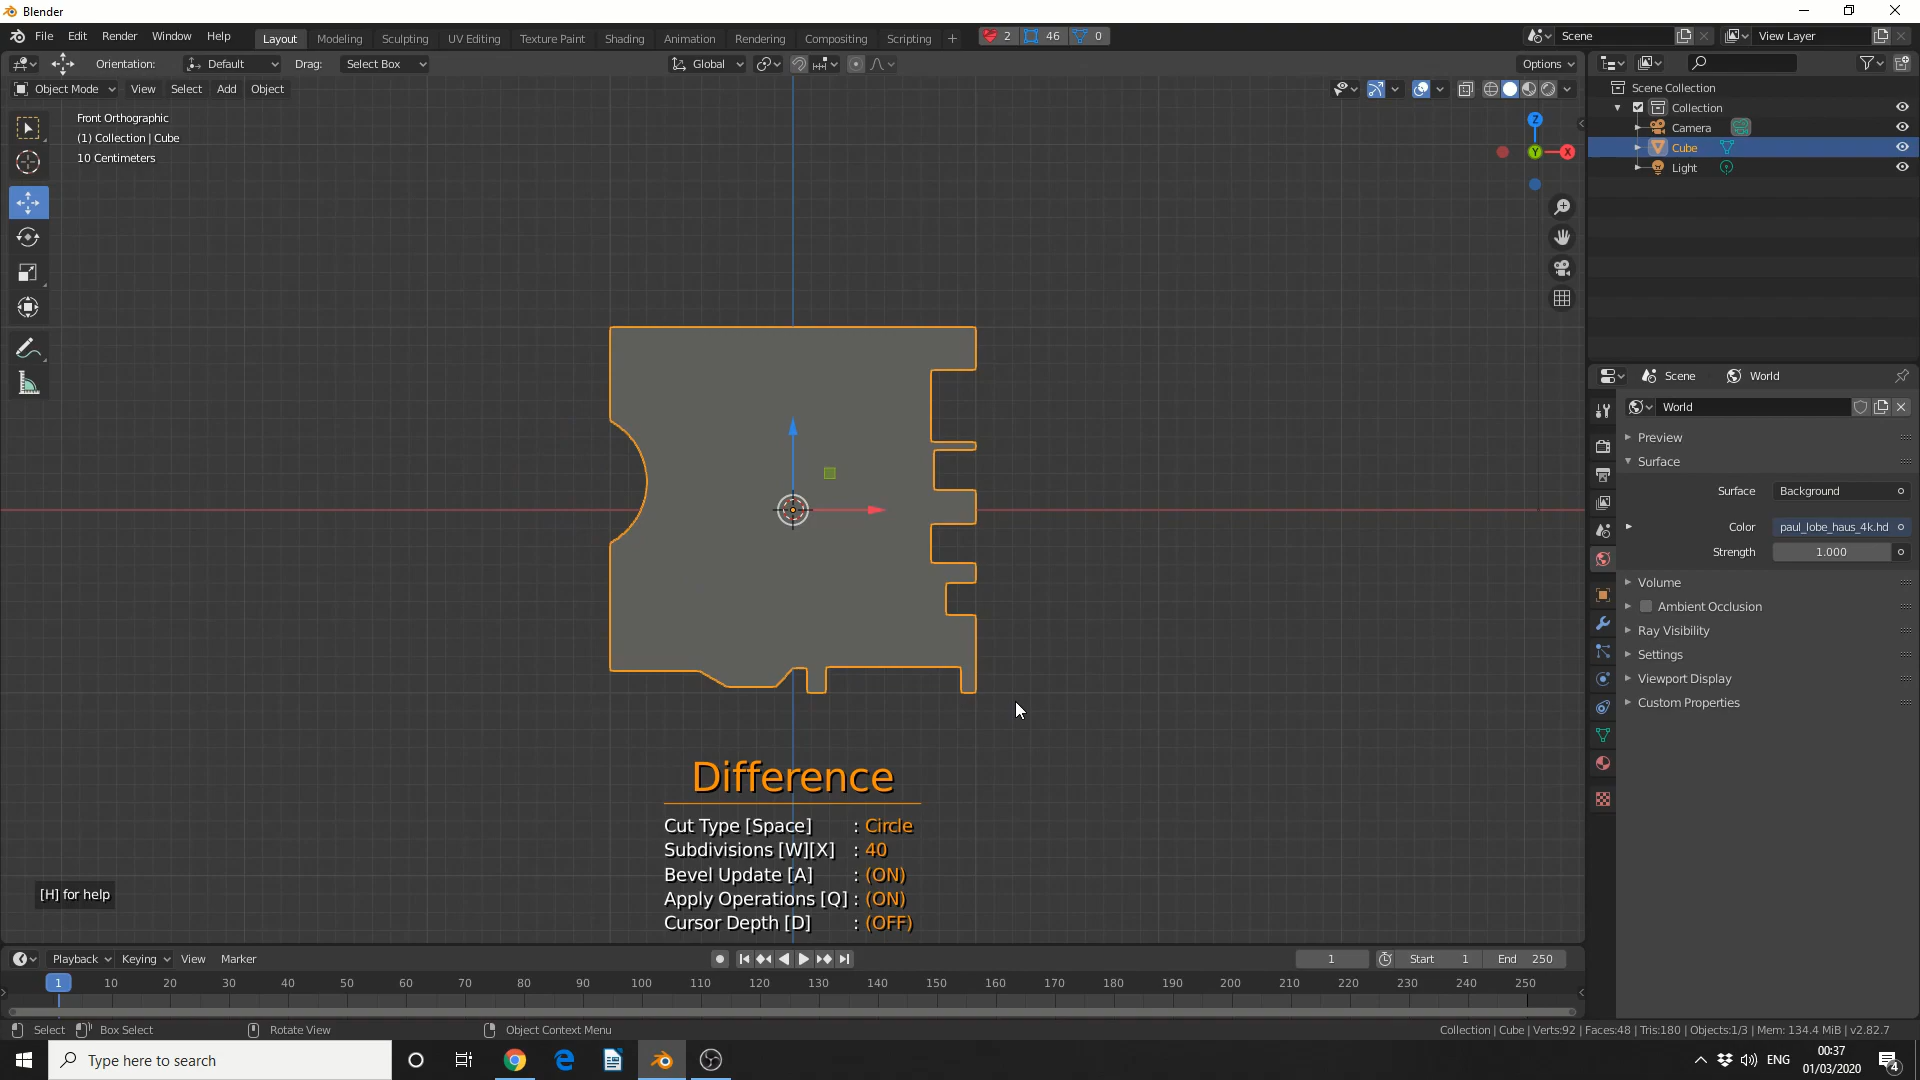 Blender
File Edit Render Window Help
Layout Modeling Sculpting UV Editing Texture Paint Shading Animation Rendering Compositing Scripting +
2 46 0
Scene
View Layer
Orientation: Default Drag: Select Box
Global
Options
Object Mode View Select Add Object
Front Orthographic
(1) Collection | Cube
10 Centimeters
Z
Y
X
Scene Collection
Collection
Camera
Cube
Light
Scene World
World
Preview
Surface
Surface Background
Color paul_lobe_haus_4k.hd
Strength 1.000
Volume
Ambient Occlusion
Ray Visibility
Settings
Viewport Display
Custom Properties
Difference
Cut Type [Space] : Circle
Subdivisions [W][X] : 40
Bevel Update [A] : (ON)
Apply Operations [Q] : (ON)
Cursor Depth [D] : (OFF)
[H] for help
Playback Keying View Marker
1 Start 1 End 250
1 10 20 30 40 50 60 70 80 90 100 110 120 130 140 150 160 170 180 190 200 210 220 230 240 250
Select Box Select Rotate View Object Context Menu
Collection | Cube | Verts:92 | Faces:48 | Tris:180 | Objects:1/3 | Mem: 134.4 MiB | v2.82.7
Type here to search
ENG
00:37
01/03/2020
4